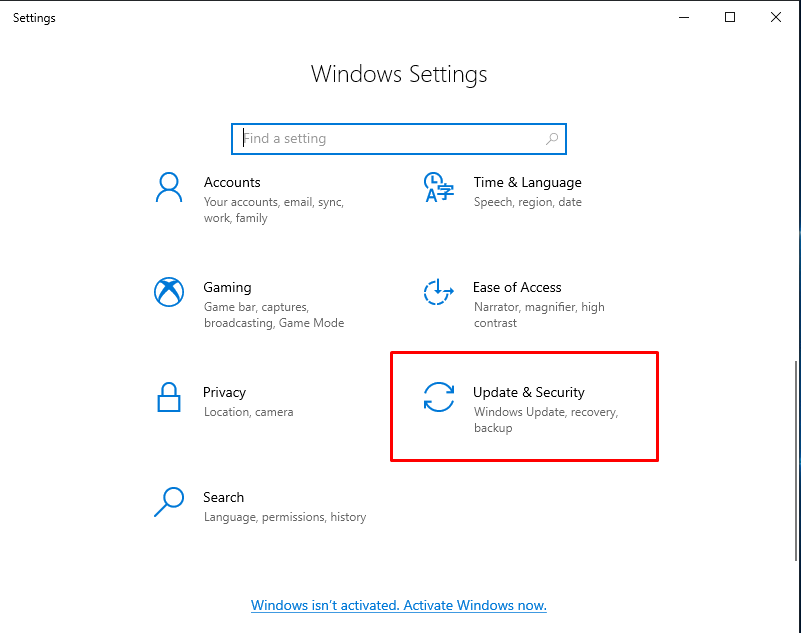 Settings
Windows Settings
Find a setting
Accounts
Your accounts, email, sync,
work, family
Time & Language
Speech, region, date
Gaming
Game bar, captures,
broadcasting, Game Mode
Ease of Access
Narrator, magnifier, high
contrast
Privacy
Location, camera
Update & Security
Windows Update, recovery,
backup
Search
Language, permissions, history
Windows isn't activated. Activate Windows now.